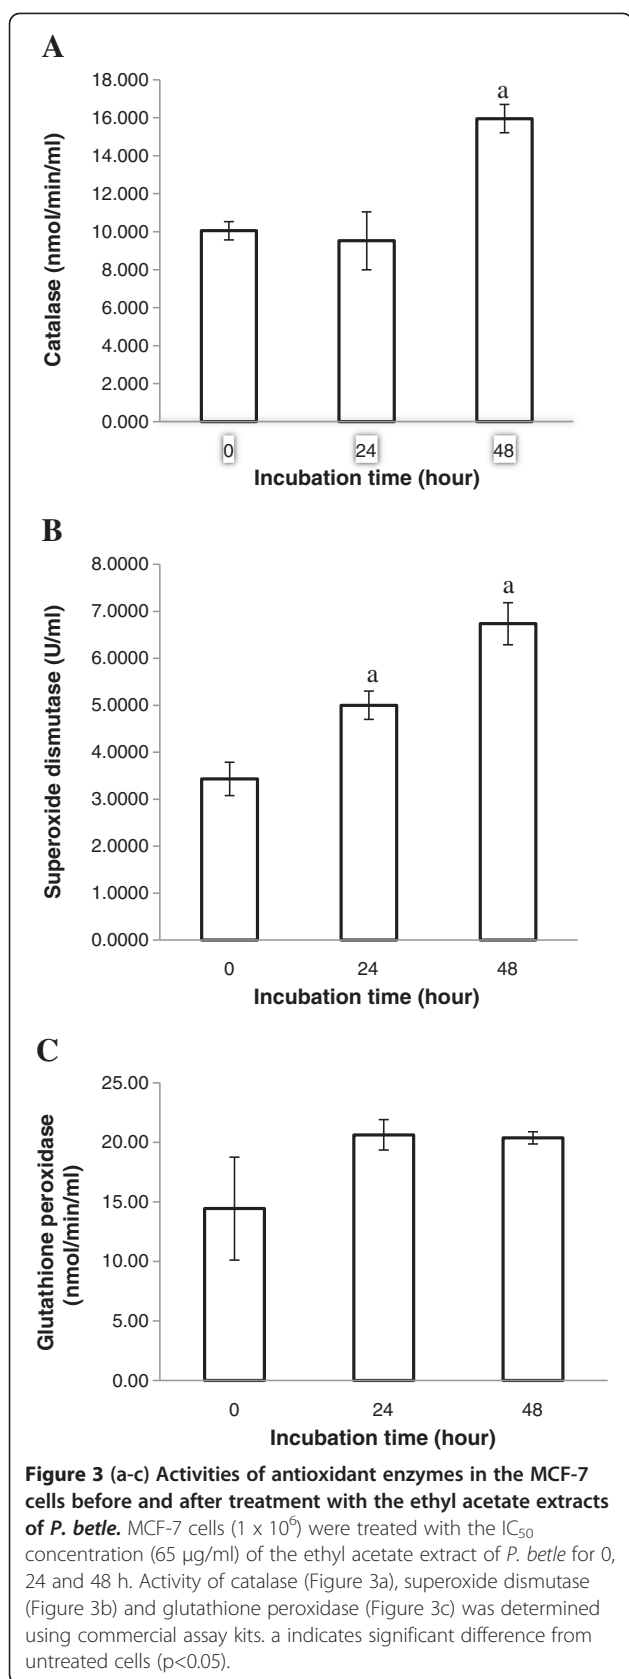 A
18.000
16.000
14.000
12.000
10.000
8.000
6.000
4.000
2.000
0.000
Catalase (nmol/min/ml)
a
0 24 48
Incubation time (hour)
B
8.0000
7.0000
6.0000
5.0000
4.0000
3.0000
2.0000
1.0000
0.0000
Superoxide dismutase (U/ml)
a
a
0 24 48
Incubation time (hour)
C
25.00
20.00
15.00
10.00
5.00
0.00
Glutathione peroxidase
(nmol/min/ml)
0 24 48
Incubation time (hour)
Figure 3 (a-c) Activities of antioxidant enzymes in the MCF-7
cells before and after treatment with the ethyl acetate extracts
of P. betle. MCF-7 cells (1 x 10⁶) were treated with the IC₅₀
concentration (65 μg/ml) of the ethyl acetate extract of P. betle for 0,
24 and 48 h. Activity of catalase (Figure 3a), superoxide dismutase
(Figure 3b) and glutathione peroxidase (Figure 3c) was determined
using commercial assay kits. a indicates significant difference from
untreated cells (p<0.05).